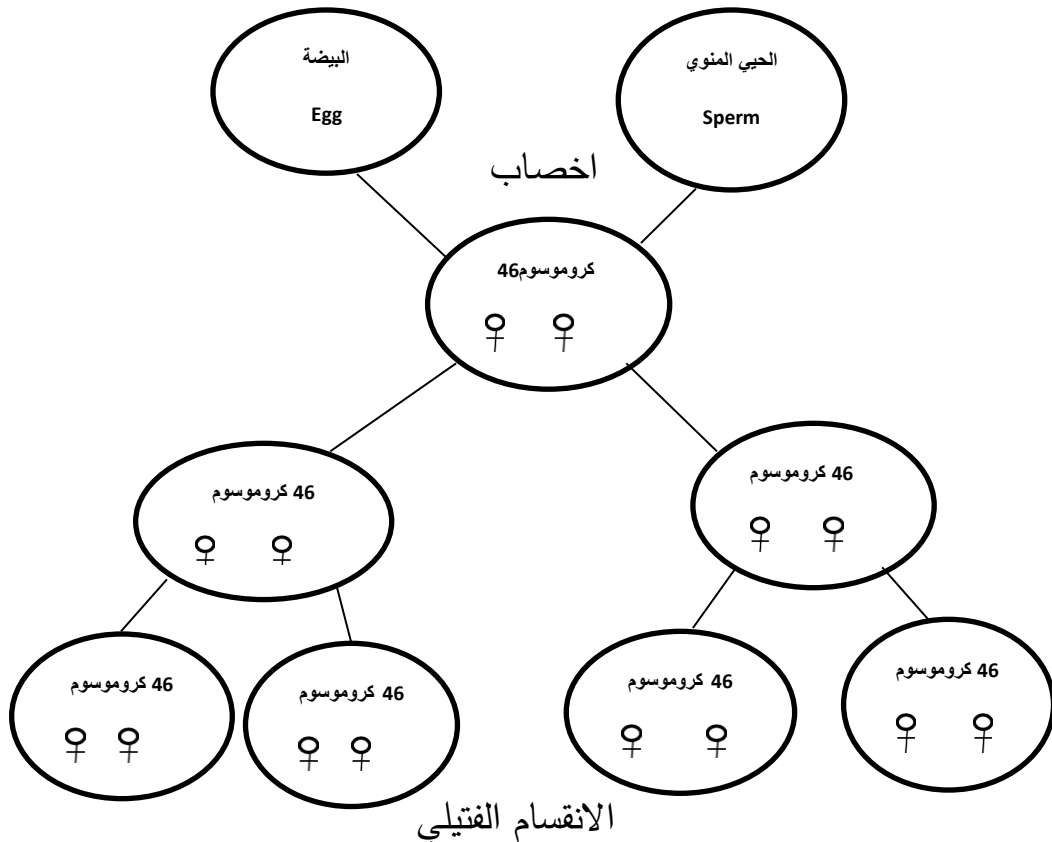 البيضة
Egg
الحيي المنوي
Sperm
اخصاب
46كروموسوم
46 كروموسوم
46 كروموسوم
46 كروموسوم
46 كروموسوم
46 كروموسوم
46 كروموسوم
الانقسام الفتيلي